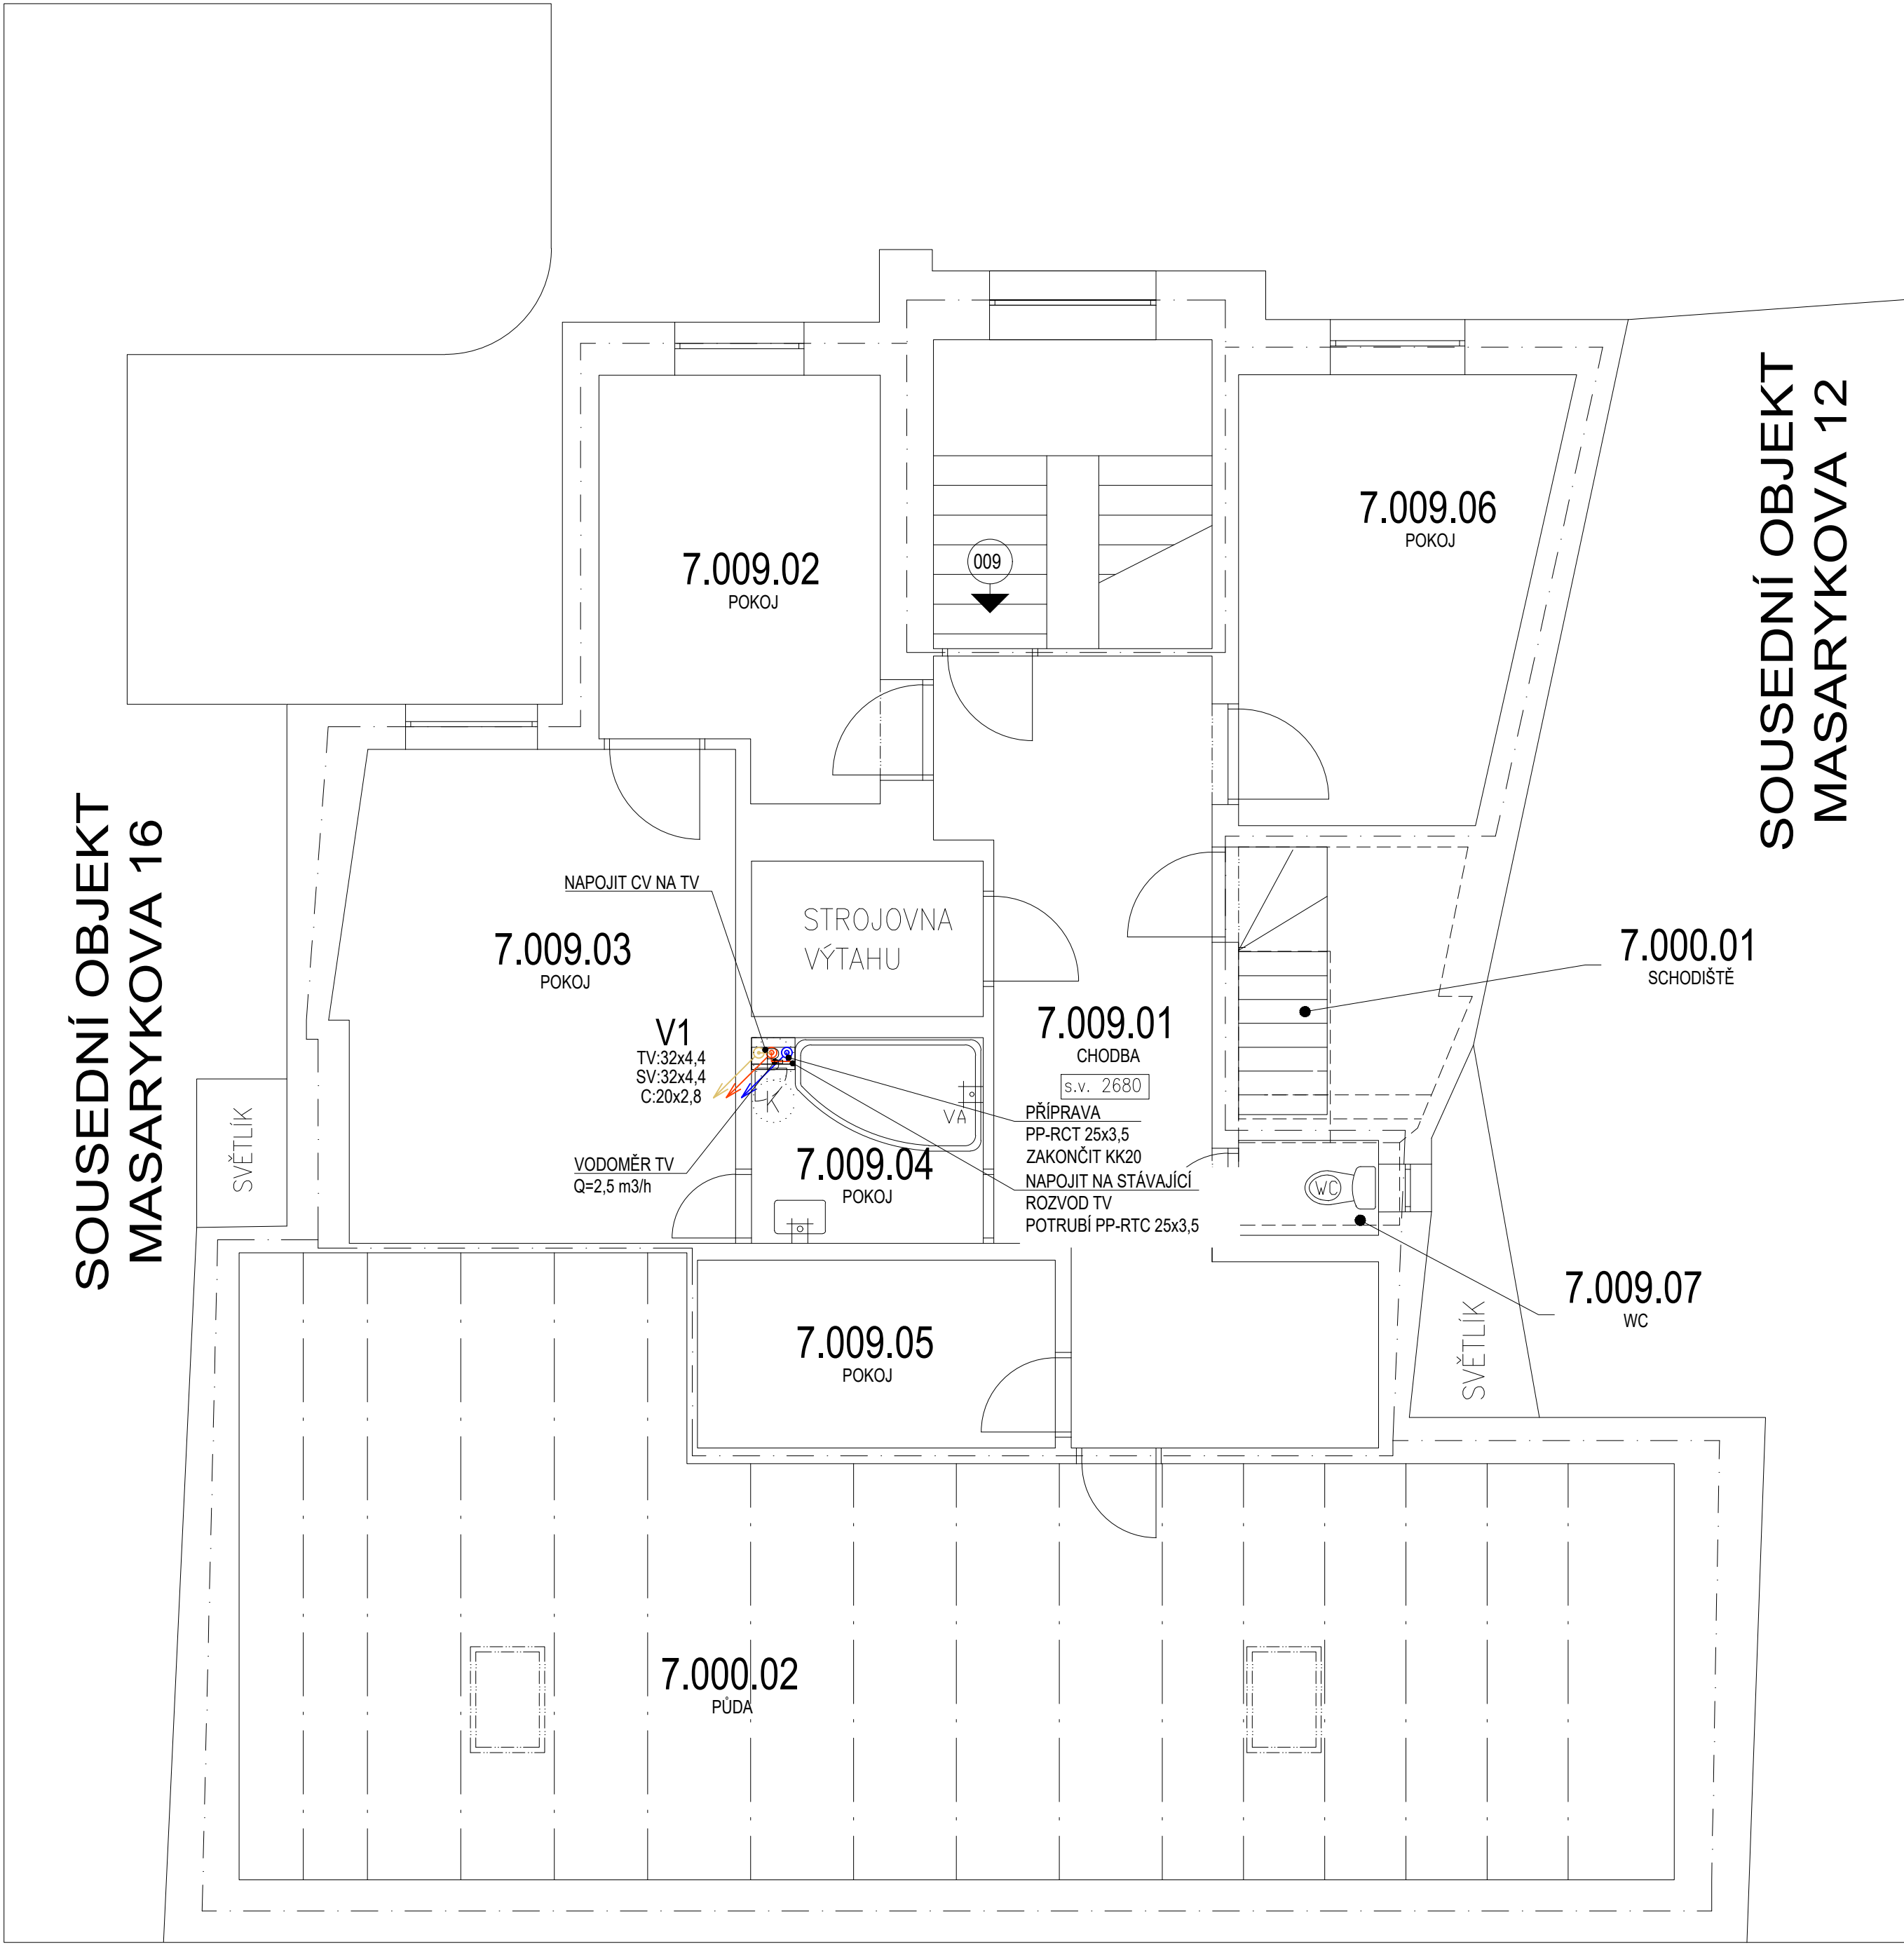 SOUSEDNÍ OBJEKT
MASARYKOVA 12
7.009.06
POKOJ
7.009.02
POKOJ
009
SOUSEDNÍ OBJEKT
MASARYKOVA 16
NAPOJIT CV NA TV
STROJOVNA
VÝTAHU
7.009.03
POKOJ
7.000.01
SCHODIŠTĚ
V1
TV:32x4,4
SV:32x4,4
C:20x2,8
7.009.01
CHODBA
s.v. 2680
K
VA
PŘÍPRAVA
PP-RCT 25x3,5
ZAKONČIT KK20
NAPOJIT NA STÁVAJÍCÍ
ROZVOD TV
POTRUBÍ PP-RTC 25x3,5
SVĚTLÍK
VODOMĚR TV
Q=2,5 m3/h
7.009.04
POKOJ
WC
7.009.07
WC
SVĚTLÍK
7.009.05
POKOJ
7.000.02
PŮDA